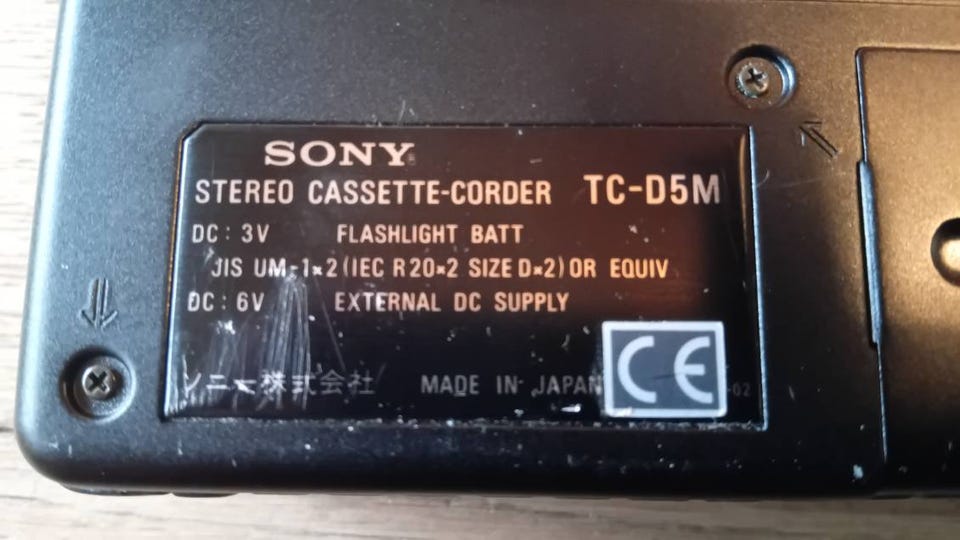 SONY
STEREO CASSETTE-CORDER TC-D5M
DC: 3V FLASHLIGHT BATT
JIS UM-1×2 (IEC R20×2 SIZE D×2) OR EQUIV
DC: 6V EXTERNAL DC SUPPLY
ソニー株式会社 MADE IN JAPAN CE -02